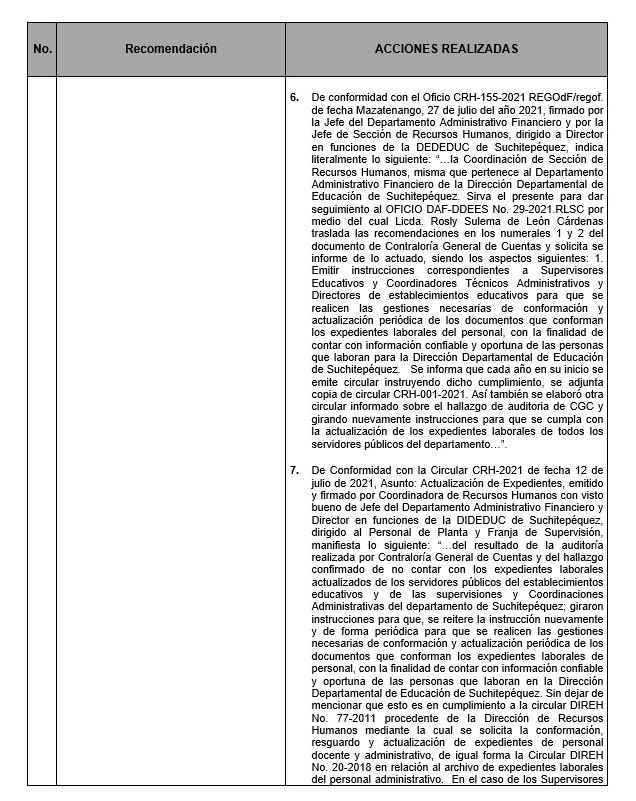 No. Recomendación ACCIONES REALIZADAS
6. De conformidad con el Oficio CRH-155-2021 REGOdF/regof.
de fecha Mazatenango, 27 de julio del año 2021, firmado por
la Jefe del Departamento Administrativo Financiero y por la
Jefe de Sección de Recursos Humanos, dirigido a Director
en funciones de la DEDEDUC de Suchitepéquez, indica
literalmente lo siguiente: “…la Coordinación de Sección de
Recursos Humanos, misma que pertenece al Departamento
Administrativo Financiero de la Dirección Departamental de
Educación de Suchitepéquez. Sirva el presente para dar
seguimiento al OFICIO DAF-DDEES No. 29-2021.RLSC por
medio del cual Licda. Rosly Sulema de León Cárdenas
traslada las recomendaciones en los numerales 1 y 2 del
documento de Contraloría General de Cuentas y solicita se
informe de lo actuado, siendo los aspectos siguientes: 1.
Emitir instrucciones correspondientes a Supervisores
Educativos y Coordinadores Técnicos Administrativos y
Directores de establecimientos educativos para que se
realicen las gestiones necesarias de conformación y
actualización periódica de los documentos que conforman
los expedientes laborales del personal, con la finalidad de
contar con información confiable y oportuna de las personas
que laboran para la Dirección Departamental de Educación
de Suchitepéquez. Se informa que cada año en su inicio se
emite circular instruyendo dicho cumplimiento, se adjunta
copia de circular CRH-001-2021. Así también se elaboró otra
circular informado sobre el hallazgo de auditoria de CGC y
girando nuevamente instrucciones para que se cumpla con
la actualización de los expedientes laborales de todos los
servidores públicos del departamento…”.
7. De Conformidad con la Circular CRH-2021 de fecha 12 de
julio de 2021, Asunto: Actualización de Expedientes, emitido
y firmado por Coordinadora de Recursos Humanos con visto
bueno de Jefe del Departamento Administrativo Financiero y
Director en funciones de la DIDEDUC de Suchitepéquez,
dirigido al Personal de Planta y Franja de Supervisión,
manifiesta lo siguiente: “…del resultado de la auditoría
realizada por Contraloría General de Cuentas y del hallazgo
confirmado de no contar con los expedientes laborales
actualizados de los servidores públicos del establecimientos
educativos y de las supervisiones y Coordinaciones
Administrativas del departamento de Suchitepéquez; giraron
instrucciones para que, se reitere la instrucción nuevamente
y de forma periódica para que se realicen las gestiones
necesarias de conformación y actualización periódica de los
documentos que conforman los expedientes laborales de
personal, con la finalidad de contar con información confiable
y oportuna de las personas que laboran en la Dirección
Departamental de Educación de Suchitepéquez. Sin dejar de
mencionar que esto es en cumplimiento a la circular DIREH
No. 77-2011 procedente de la Dirección de Recursos
Humanos mediante la cual se solicita la conformación,
resguardo y actualización de expedientes de personal
docente y administrativo, de igual forma la Circular DIREH
No. 20-2018 en relación al archivo de expedientes laborales
del personal administrativo. En el caso de los Supervisores